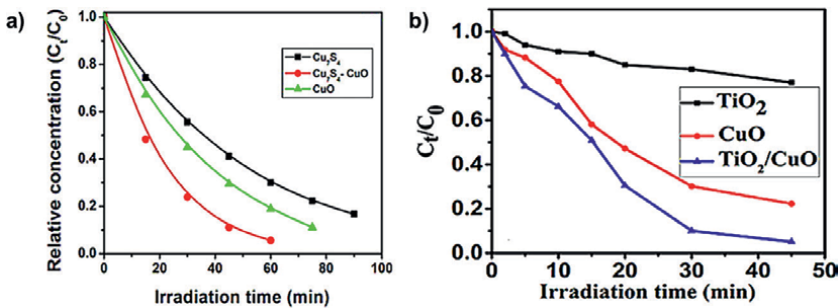 a)
Relative concentration (Cₜ/C₀)
1.0
0.8
0.6
0.4
0.2
0.0
Cu₇S₄
Cu₇S₄- CuO
CuO
0 20 40 60 80 100
Irradiation time (min)
b)
Cₜ/C₀
1.0
0.8
0.6
0.4
0.2
0.0
TiO₂
CuO
TiO₂/CuO
0 10 20 30 40 50
Irradiation time (min)